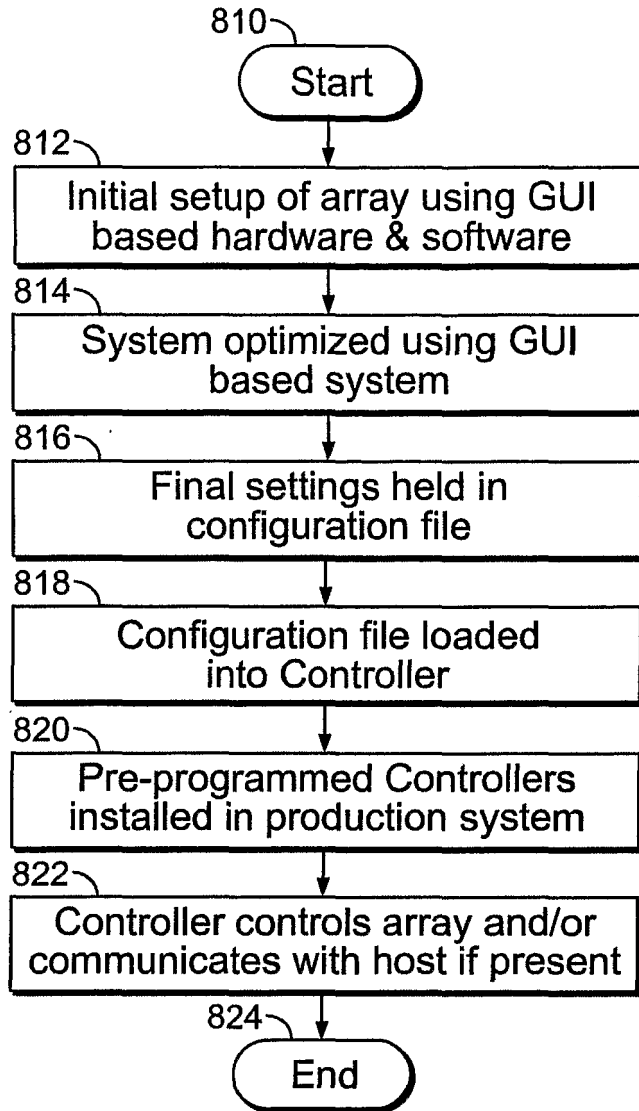 810
Start
812
Initial setup of array using GUI
based hardware & software
814
System optimized using GUI
based system
816
Final settings held in
configuration file
818
Configuration file loaded
into Controller
820
Pre-programmed Controllers
installed in production system
822
Controller controls array and/or
communicates with host if present
824
End